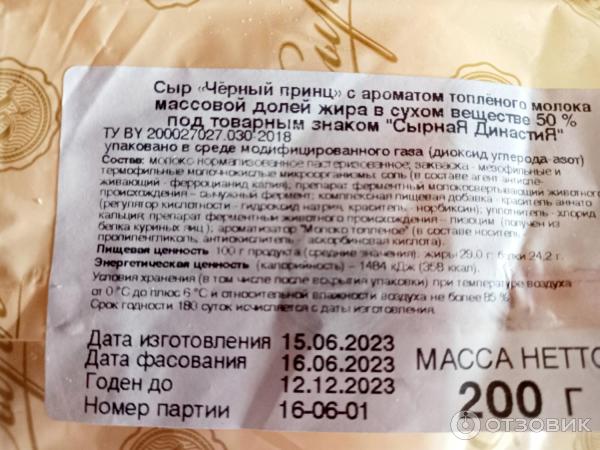 Сыр «Чёрный принц» с ароматом топлёного молока
массовой долей жира в сухом веществе 50 %
под товарным знаком "СырнаЯ ДинастиЯ"
ТУ BY 200027027.030-2018
упаковано в среде модифицированного газа (диоксид углерода-азот)
Состав: молоко нормализованное пастеризованное; закваска - мезофильные и
термофильные молочнокислые микроорганизмы; соль (в составе агент антисле-
живающий - ферроцианид калия); препарат ферментный молокосвертывающий животного
происхождения - сычужный фермент; комплексная пищевая добавка - краситель аннато
(регулятор кислотности - гидроксид натрия, краситель - норбиксин); уплотнитель - хлорид
кальция; препарат ферментный животного происхождения - лизоцим (получен из
белка куриных яиц); ароматизатор "Молоко топленое" (в составе носитель -
пропиленгликоль, антиокислитель - аскорбиновая кислота).
Пищевая ценность 100 г продукта (средние значения): жиры 29,0 г; белки 24,2 г.
Энергетическая ценность (калорийность) - 1484 кДж (358 ккал).
Условия хранения (в том числе после вскрытия упаковки) при температуре воздуха
от 0 °С до плюс 6 °С и относительной влажности воздуха не более 85 %
Срок годности 180 суток исчисляется с даты изготовления.
Дата изготовления 15.06.2023
Дата фасования 16.06.2023
Годен до 12.12.2023
Номер партии 16-06-01
МАССА НЕТТО
200 г
ОТЗОВИК